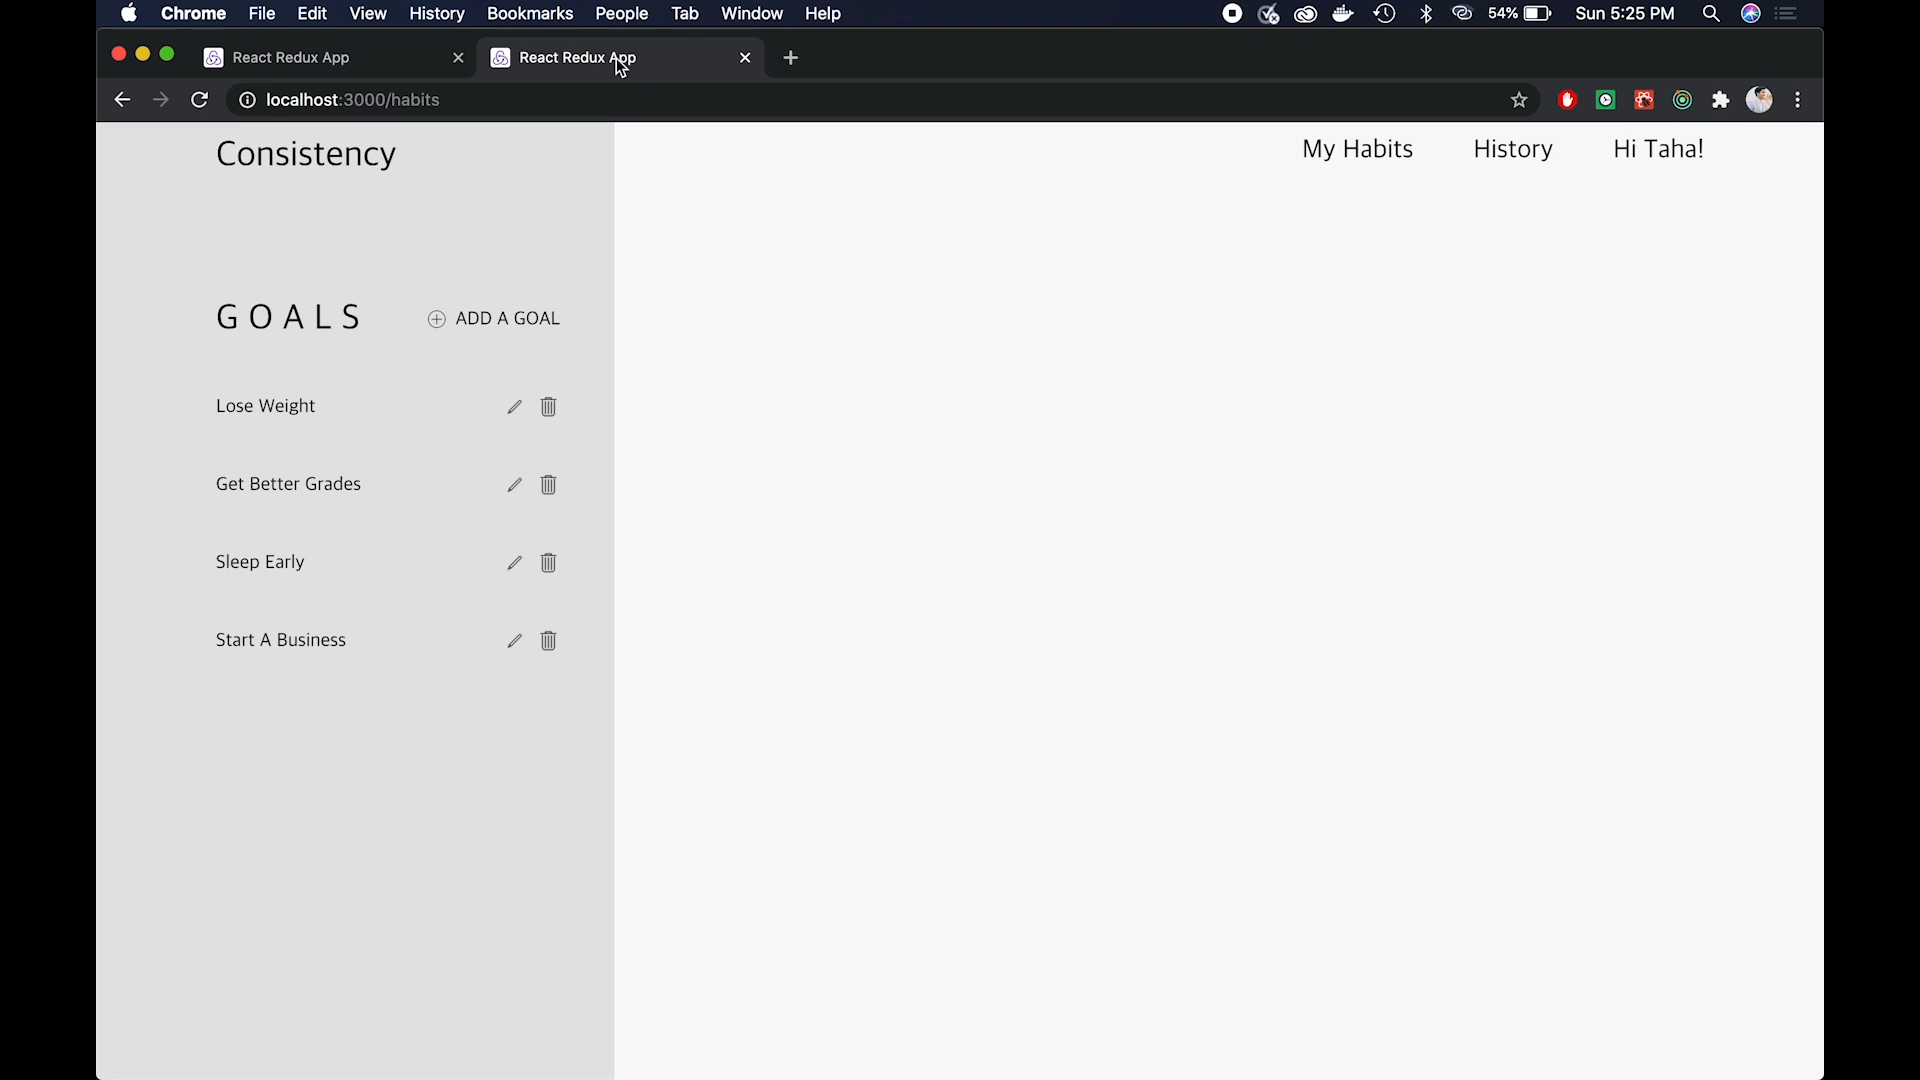 Chrome File Edit View History Bookmarks People Tab Window Help 54% Sun 5:25 PM
React Redux App React Redux App
localhost:3000/habits
Consistency My Habits History Hi Taha!
GOALS ADD A GOAL
Lose Weight
Get Better Grades
Sleep Early
Start A Business